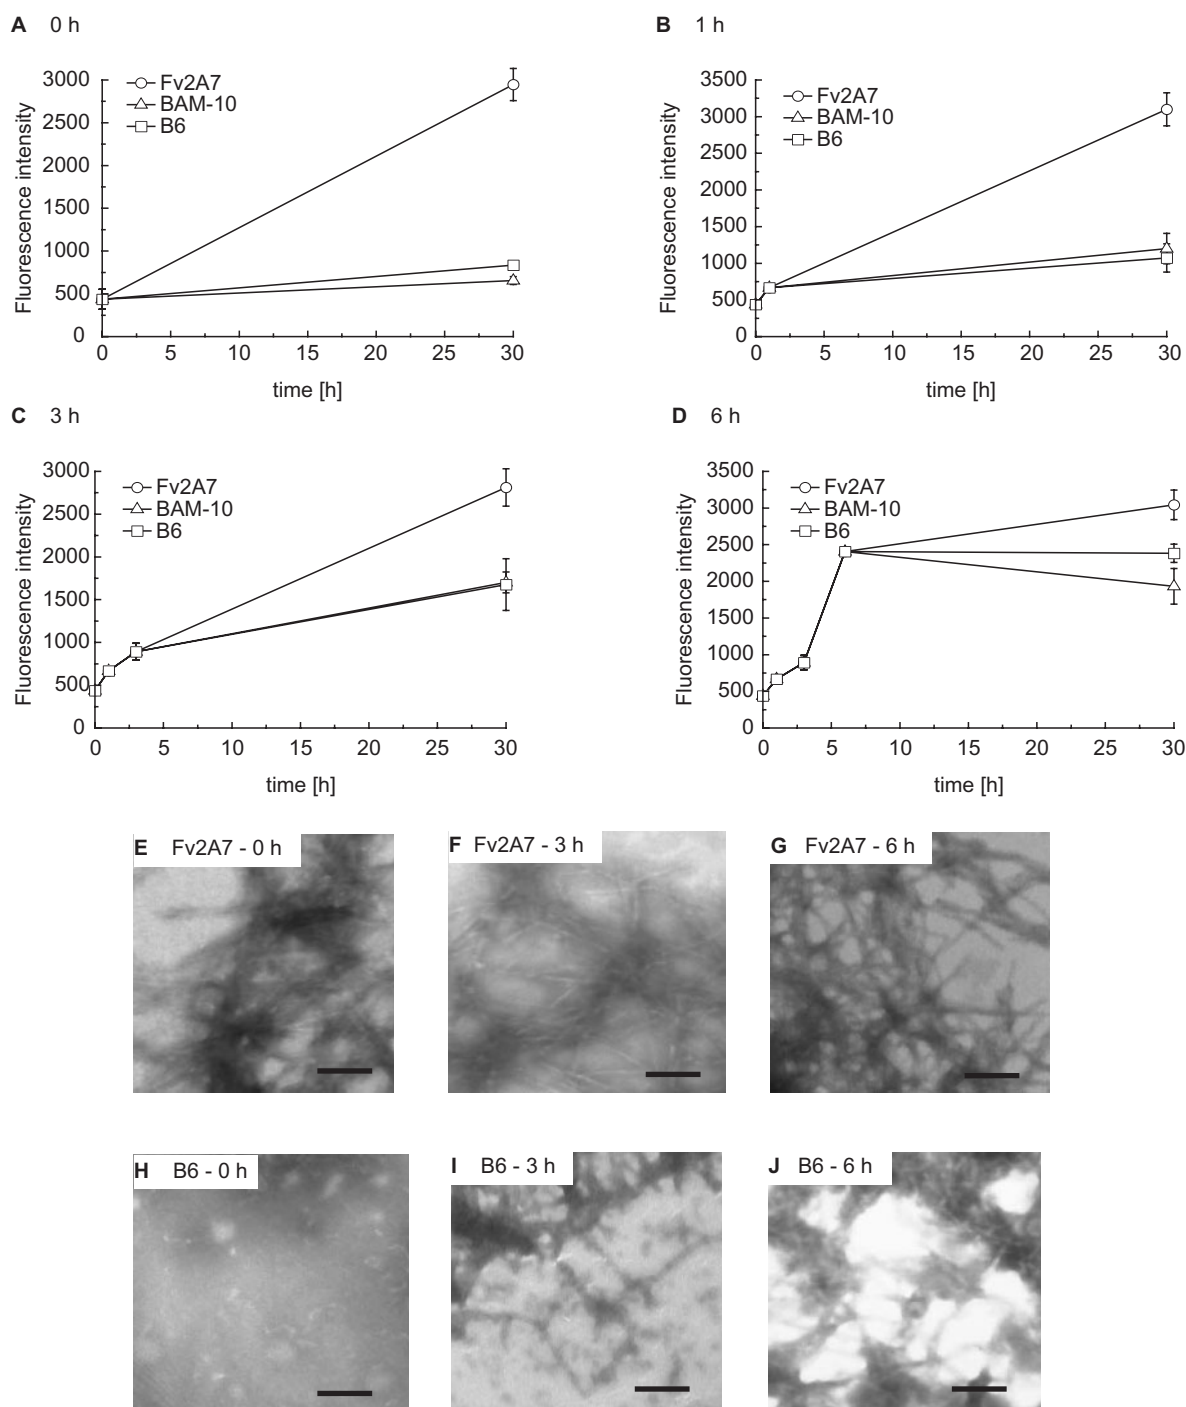 A 0 h
3000
2500
2000
1500
1000
500
0
Fluorescence intensity
Fv2A7
BAM-10
B6
0 5 10 15 20 25 30
time [h]
B 1 h
3500
3000
2500
2000
1500
1000
500
0
Fluorescence intensity
Fv2A7
BAM-10
B6
0 5 10 15 20 25 30
time [h]
C 3 h
3000
2500
2000
1500
1000
500
0
Fluorescence intensity
Fv2A7
BAM-10
B6
0 5 10 15 20 25 30
time [h]
D 6 h
3500
3000
2500
2000
1500
1000
500
0
Fluorescence intensity
Fv2A7
BAM-10
B6
0 5 10 15 20 25 30
time [h]
E Fv2A7 - 0 h
F Fv2A7 - 3 h
G Fv2A7 - 6 h
H B6 - 0 h
I B6 - 3 h
J B6 - 6 h